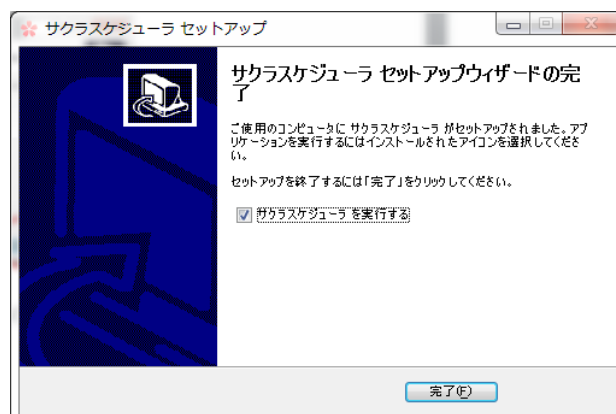 サクラスケジューラ セットアップ
サクラスケジューラ セットアップウィザードの完
了
ご使用のコンピュータに サクラスケジューラ がセットアップされました。アプ
リケーションを実行するにはインストールされたアイコンを選択してくださ
い。
セットアップを終了するには「完了」をクリックしてください。
サクラスケジューラ を実行する
完了(F)